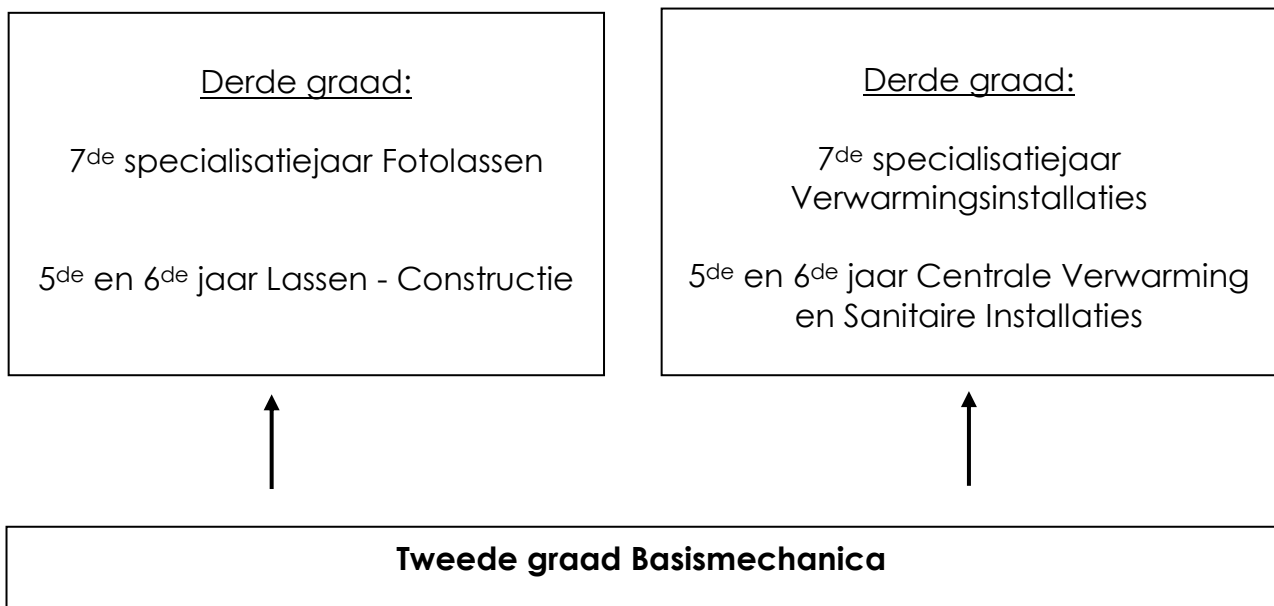 Derde graad:
7de specialisatiejaar Fotolassen
5de en 6de jaar Lassen - Constructie
Derde graad:
7de specialisatiejaar
Verwarmingsinstallaties
5de en 6de jaar Centrale Verwarming
en Sanitaire Installaties
Tweede graad Basismechanica